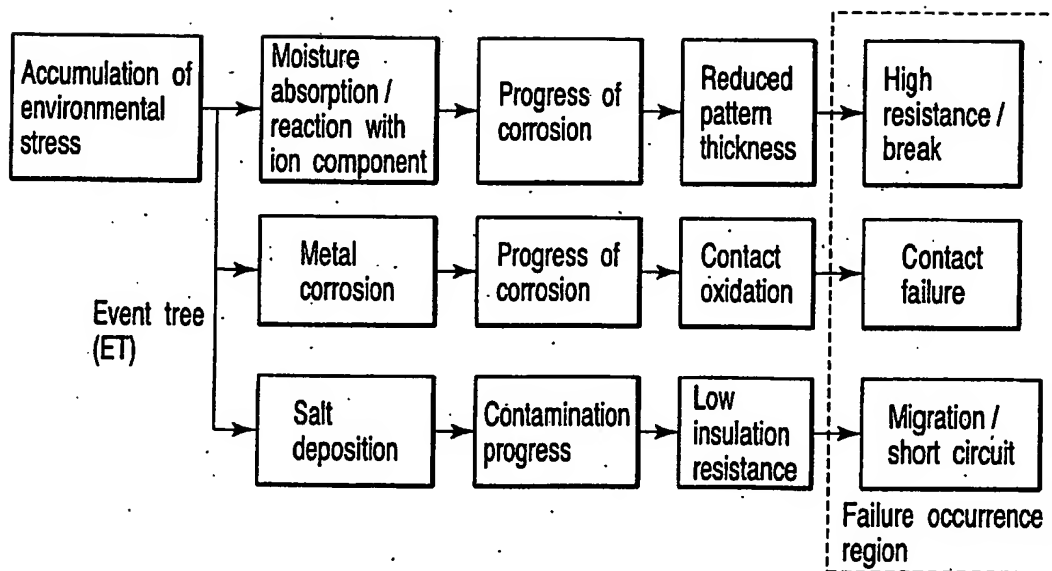 Accumulation of
environmental
stress
Moisture
absorption /
reaction with
ion component
Progress of
corrosion
Reduced
pattern
thickness
High
resistance /
break
Metal
corrosion
Progress of
corrosion
Contact
oxidation
Contact
failure
Event tree
(ET)
Salt
deposition
Contamination
progress
Low
insulation
resistance
Migration /
short circuit
Failure occurrence
region